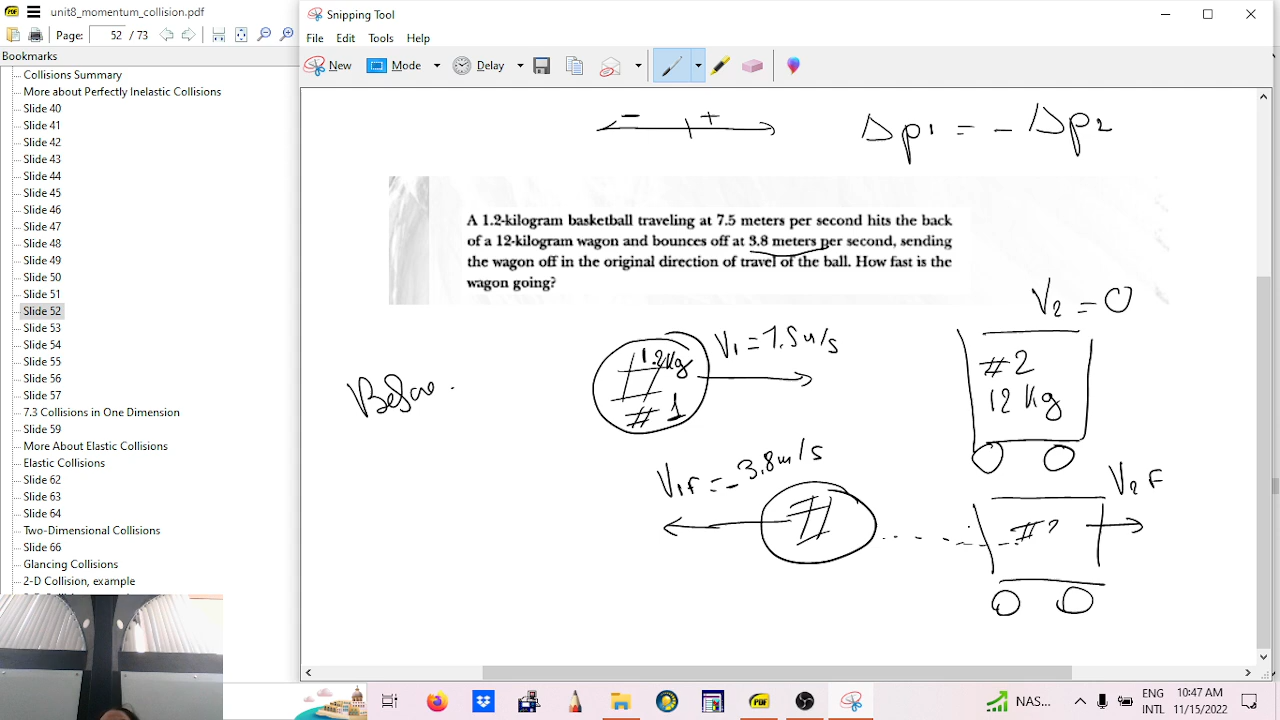 unit8_momentum_collision.pdf
Page: 52 / 73
Bookmarks
Collisions Summary
More about Perfectly Inelastic Collisions
Slide 40
Slide 41
Slide 42
Slide 43
Slide 44
Slide 45
Slide 46
Slide 47
Slide 48
Slide 49
Slide 50
Slide 51
Slide 52
Slide 53
Slide 54
Slide 55
Slide 56
Slide 57
7.3 Collisions in One Dimension
Slide 59
More About Elastic Collisions
Elastic Collisions
Slide 62
Slide 63
Slide 64
Two-Dimensional Collisions
Slide 66
Glancing Collisions
2-D Collision, example
Snipping Tool
File Edit Tools Help
New Mode Delay
− +
Δp1 = − Δp2
A 1.2-kilogram basketball traveling at 7.5 meters per second hits the back
of a 12-kilogram wagon and bounces off at 3.8 meters per second, sending
the wagon off in the original direction of travel of the ball. How fast is the
wagon going?
V2 = 0
Before
1.2kg
# 1
V1 = 7.5m/s
#2
12 kg
V1F = −3.8m/s
V2F
#2
NAS...
ENG
INTL
10:47 AM
11/15/2022